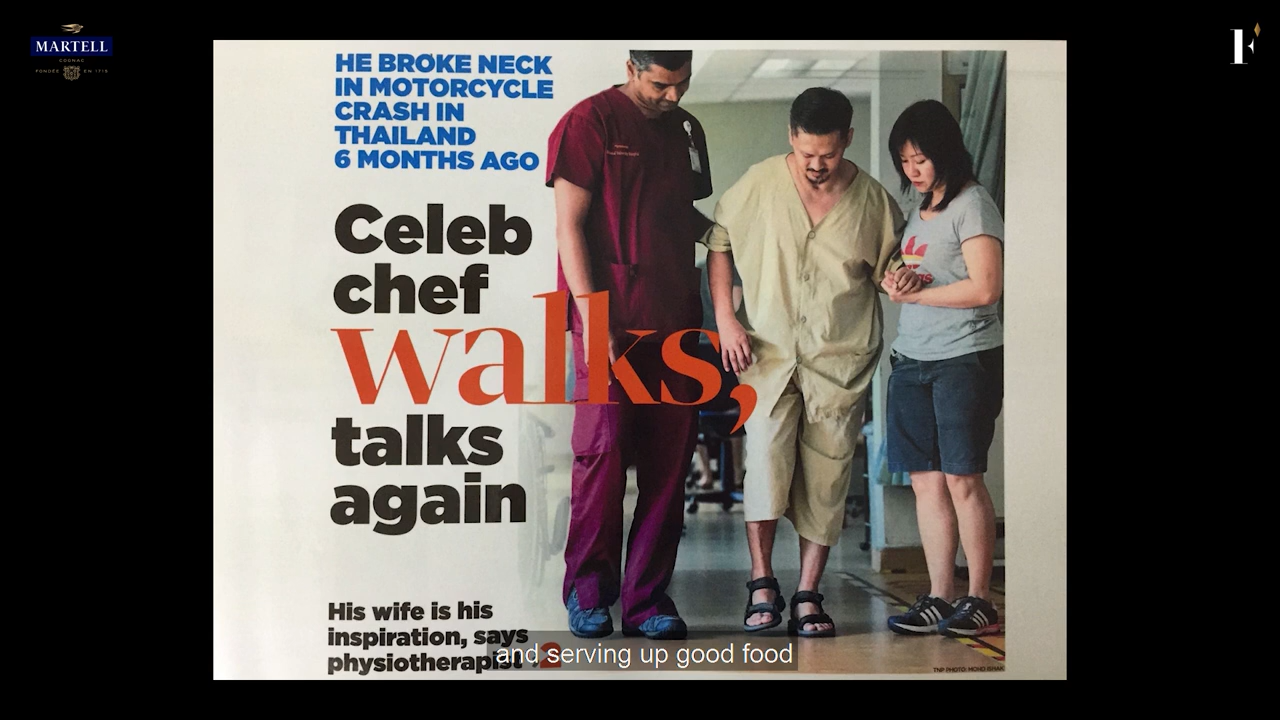 MARTELL
COGNAC
FONDÉE EN 1715
F
HE BROKE NECK
IN MOTORCYCLE
CRASH IN
THAILAND
6 MONTHS AGO
Celeb
chef
walks,
talks
again
His wife is his
inspiration, says
physiotherapist
and serving up good food
TNP PHOTO: MOHD ISHAK